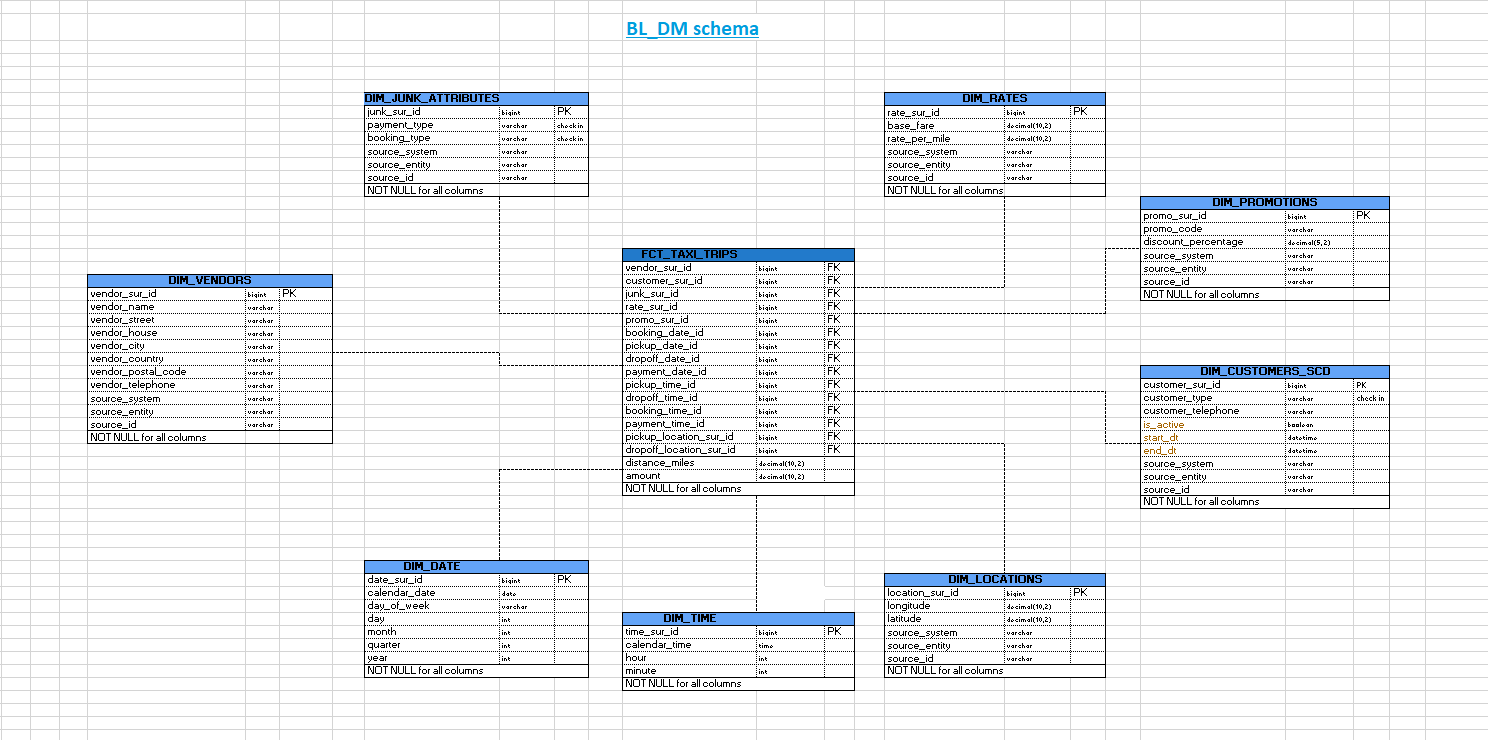 BL_DM schema
DIM_JUNK_ATTRIBUTES
junk_sur_id bigint PK
payment_type varchar check in
booking_type varchar check in
source_system varchar
source_entity varchar
source_id varchar
NOT NULL for all columns
DIM_RATES
rate_sur_id bigint PK
base_fare decimal(10,2)
rate_per_mile decimal(10,2)
source_system varchar
source_entity varchar
source_id varchar
NOT NULL for all columns
DIM_PROMOTIONS
promo_sur_id bigint PK
promo_code varchar
discount_percentage decimal(5,2)
source_system varchar
source_entity varchar
source_id varchar
NOT NULL for all columns
FCT_TAXI_TRIPS
vendor_sur_id bigint FK
customer_sur_id bigint FK
junk_sur_id bigint FK
rate_sur_id bigint FK
promo_sur_id bigint FK
booking_date_id bigint FK
pickup_date_id bigint FK
dropoff_date_id bigint FK
payment_date_id bigint FK
pickup_time_id bigint FK
dropoff_time_id bigint FK
booking_time_id bigint FK
payment_time_id bigint FK
pickup_location_sur_id bigint FK
dropoff_location_sur_id bigint FK
distance_miles decimal(10,2)
amount decimal(10,2)
NOT NULL for all columns
DIM_VENDORS
vendor_sur_id bigint PK
vendor_name varchar
vendor_street varchar
vendor_house varchar
vendor_city varchar
vendor_country varchar
vendor_postal_code varchar
vendor_telephone varchar
source_system varchar
source_entity varchar
source_id varchar
NOT NULL for all columns
DIM_CUSTOMERS_SCD
customer_sur_id bigint PK
customer_type varchar check in
customer_telephone varchar
is_active boolean
start_dt datetime
end_dt datetime
source_system varchar
source_entity varchar
source_id varchar
NOT NULL for all columns
DIM_DATE
date_sur_id bigint PK
calendar_date date
day_of_week varchar
day int
month int
quarter int
year int
NOT NULL for all columns
DIM_TIME
time_sur_id bigint PK
calendar_time time
hour int
minute int
NOT NULL for all columns
DIM_LOCATIONS
location_sur_id bigint PK
longitude decimal(10,2)
latitude decimal(10,2)
source_system varchar
source_entity varchar
source_id varchar
NOT NULL for all columns